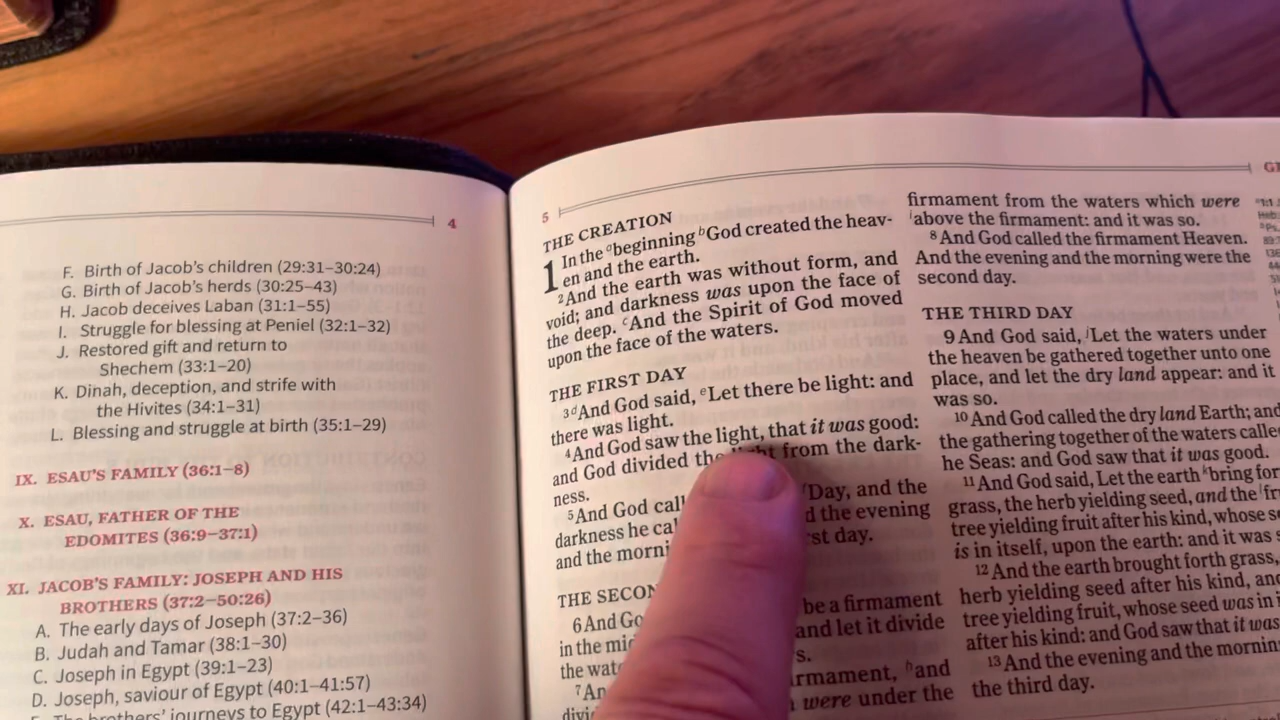 4
F. Birth of Jacob's children (29:31–30:24)
G. Birth of Jacob's herds (30:25–43)
H. Jacob deceives Laban (31:1–55)
I. Struggle for blessing at Peniel (32:1–32)
J. Restored gift and return to
Shechem (33:1–20)
K. Dinah, deception, and strife with
the Hivites (34:1–31)
L. Blessing and struggle at birth (35:1–29)
IX. ESAU'S FAMILY (36:1–8)
X. ESAU, FATHER OF THE
EDOMITES (36:9–37:1)
XI. JACOB'S FAMILY: JOSEPH AND HIS
BROTHERS (37:2–50:26)
A. The early days of Joseph (37:2–36)
B. Judah and Tamar (38:1–30)
C. Joseph in Egypt (39:1–23)
D. Joseph, saviour of Egypt (40:1–41:57)
brothers' journeys to Egypt (42:1–43:34)
5
THE CREATION
1 In the a beginning b God created the heav-
en and the earth.
2 And the earth was without form, and
void; and darkness was upon the face of
the deep. c And the Spirit of God moved
upon the face of the waters.
THE FIRST DAY
3 d And God said, e Let there be light: and
there was light.
4 And God saw the light, that it was good:
and God divided the light from the dark-
ness.
5 And God Day, and the
darkness he the evening
and the day.
THE
6 And be a firmament
in the and let it divide
the
7 firmament, h and
were under the
firmament from the waters which were
i above the firmament: and it was so.
8 And God called the firmament Heaven.
And the evening and the morning were the
second day.
THE THIRD DAY
9 And God said, j Let the waters under
the heaven be gathered together unto one
place, and let the dry land appear: and it
was so.
10 And God called the dry land Earth; and
the gathering together of the waters
he Seas: and God saw that it was good.
11 And God said, Let the earth k bring
grass, the herb yielding seed, and the
tree yielding fruit after his kind, whose
is in itself, upon the earth: and it was
12 And the earth brought forth grass,
herb yielding seed after his kind, and
tree yielding fruit, whose seed was in
after his kind: and God saw that it was
13 And the evening and the
the third day.